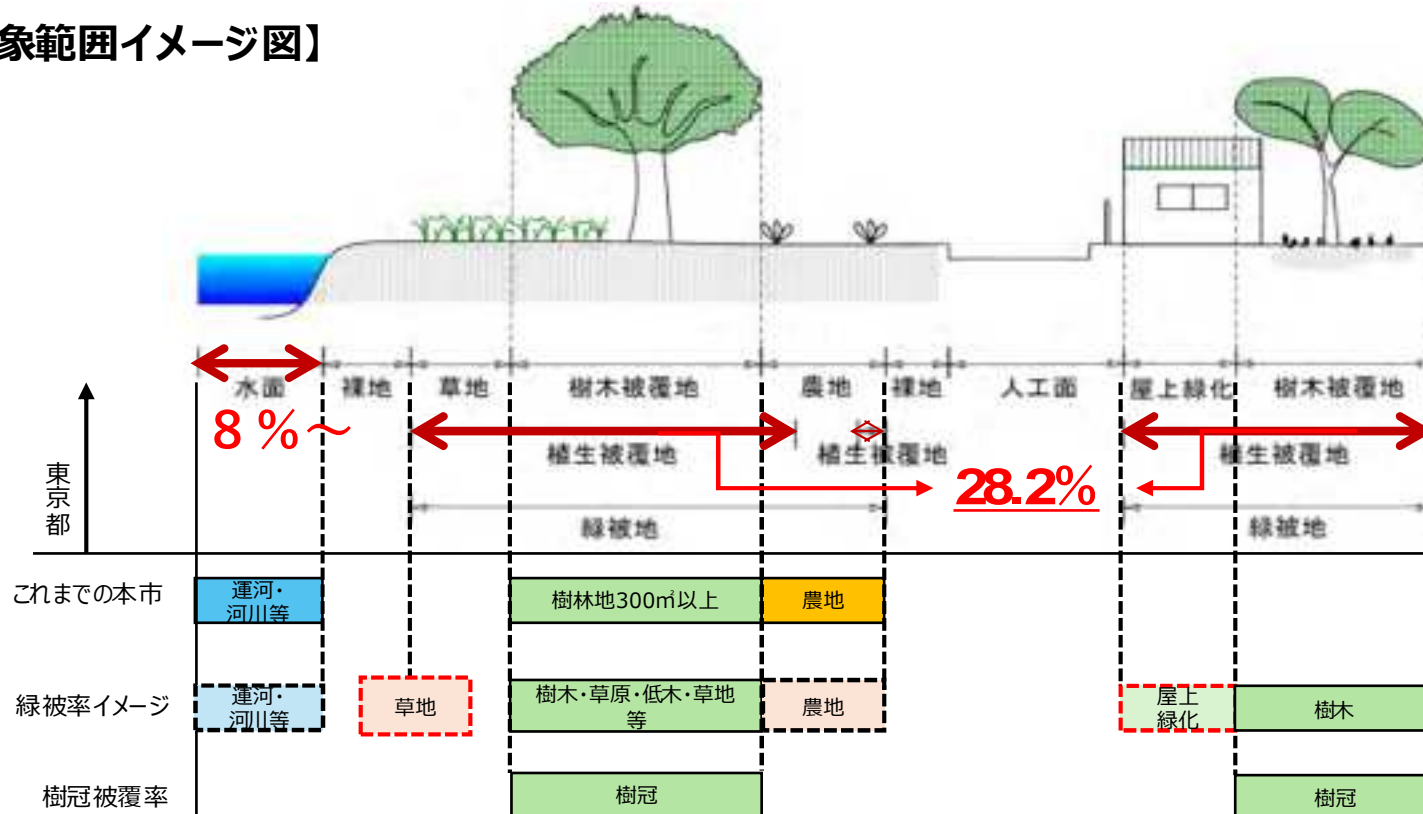 象範囲イメージ図】
水面
裸地
草地
樹木被覆地
農地
裸地
人工面
屋上緑化
樹木被覆地
8 %~
植生被覆地
植生被覆地
28.2%
植生被覆地
緑被地
緑被地
東京都
これまでの本市
運河・
河川等
樹林地300㎡以上
農地
緑被率イメージ
運河・
河川等
草地
樹木・草原・低木・草地
等
農地
屋上
緑化
樹木
樹冠被覆率
樹冠
樹冠